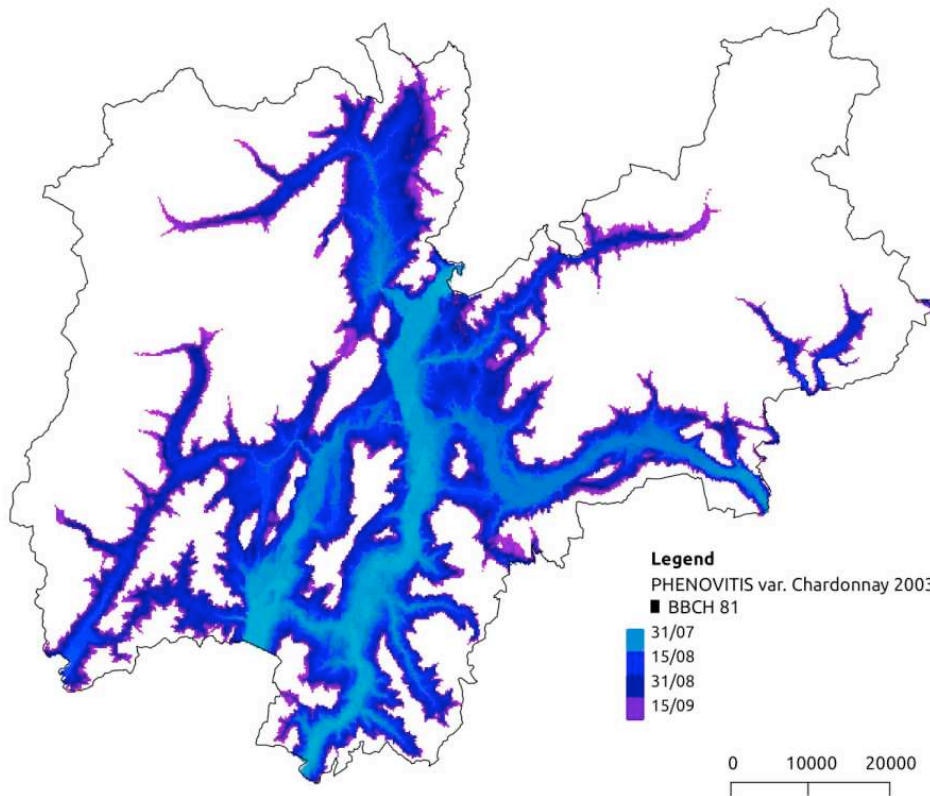 Legend
PHENOVITIS var. Chardonnay 2003
BBCH 81
31/07
15/08
31/08
15/09
0 10000 20000